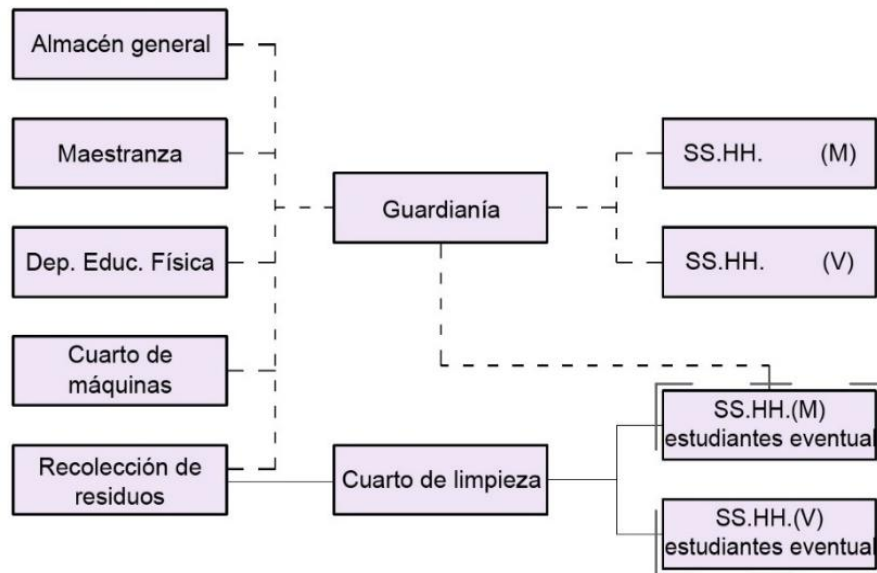 Almacén general
Maestranza
Dep. Educ. Física
Cuarto de
máquinas
Recolección de
residuos
Guardianía
Cuarto de limpieza
SS.HH. (M)
SS.HH. (V)
SS.HH.(M)
estudiantes eventual
SS.HH.(V)
estudiantes eventual